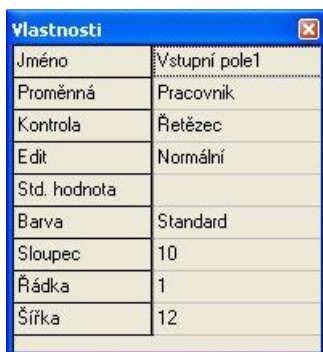 Vlastnosti
Jméno Vstupní pole1
Proměnná Pracovnik
Kontrola Řetězec
Edit Normální
Std. hodnota
Barva Standard
Sloupec 10
Řádka 1
Šířka 12